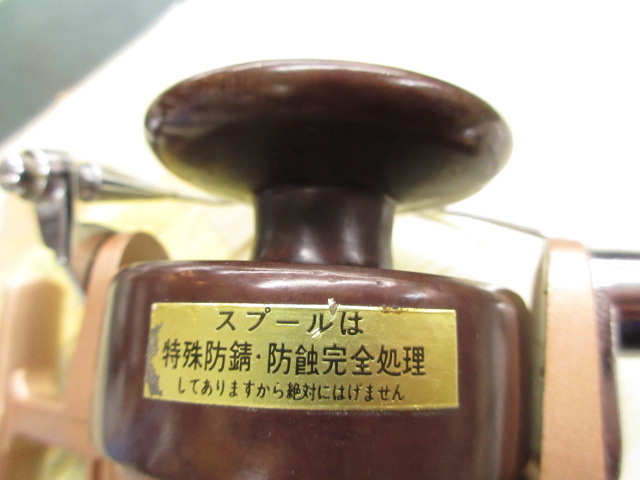 スプールは
特殊防錆·防蝕完全処理
してありますから絶対にはげません